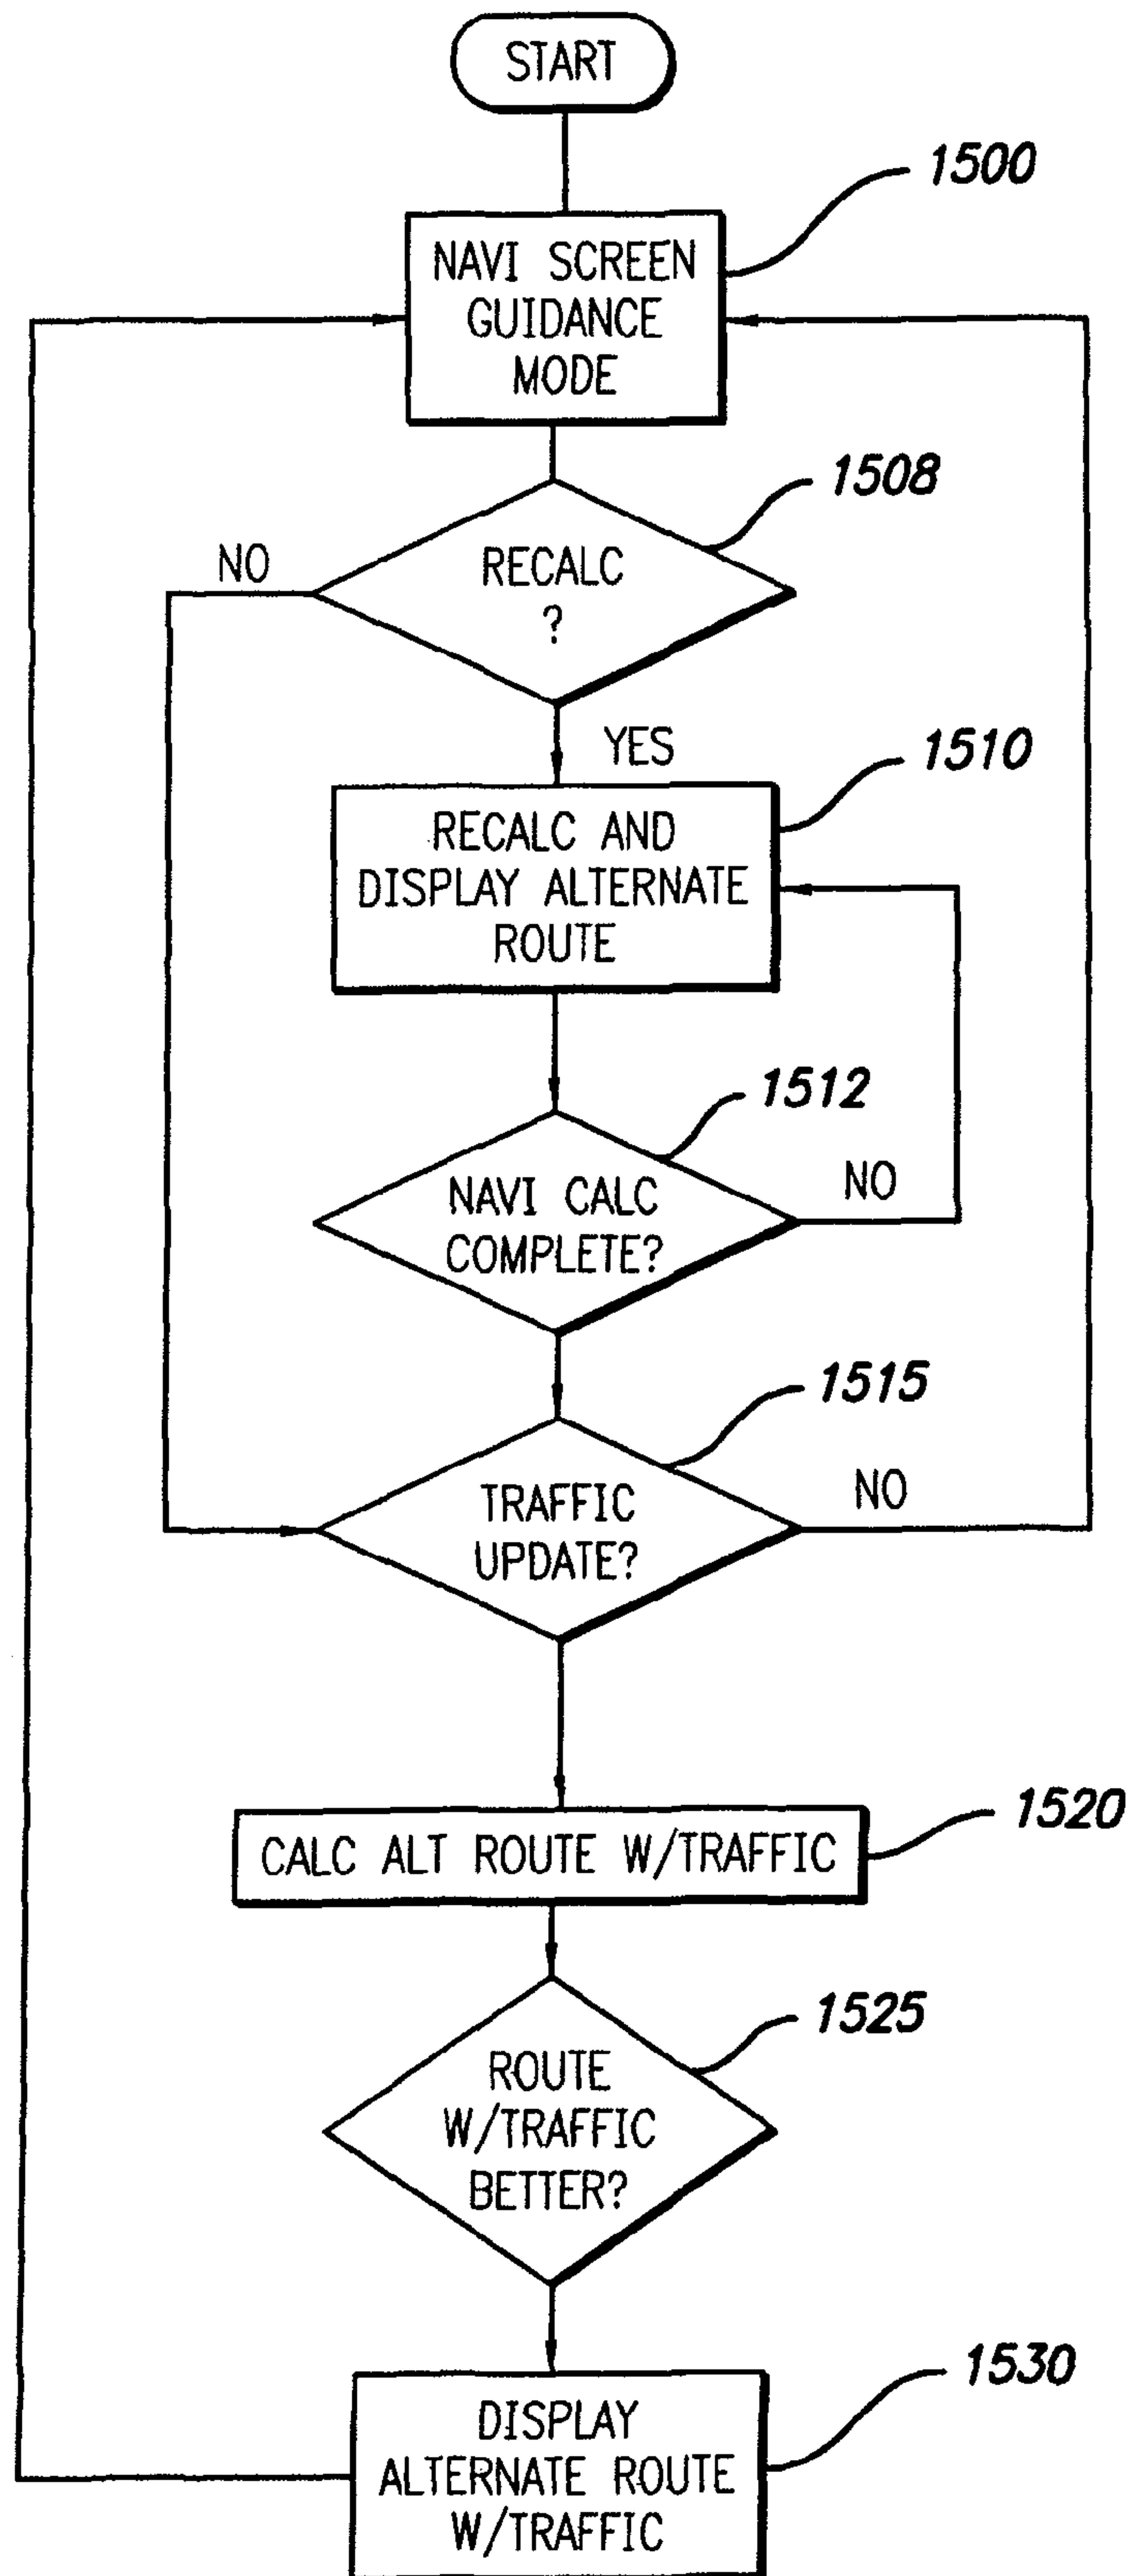 START
1500
NAVI SCREEN
GUIDANCE
MODE
1508
NO
RECALC
?
YES
1510
RECALC AND
DISPLAY ALTERNATE
ROUTE
1512
NAVI CALC
COMPLETE?
NO
1515
TRAFFIC
UPDATE?
NO
1520
CALC ALT ROUTE W/TRAFFIC
1525
ROUTE
W/TRAFFIC
BETTER?
1530
DISPLAY
ALTERNATE ROUTE
W/TRAFFIC